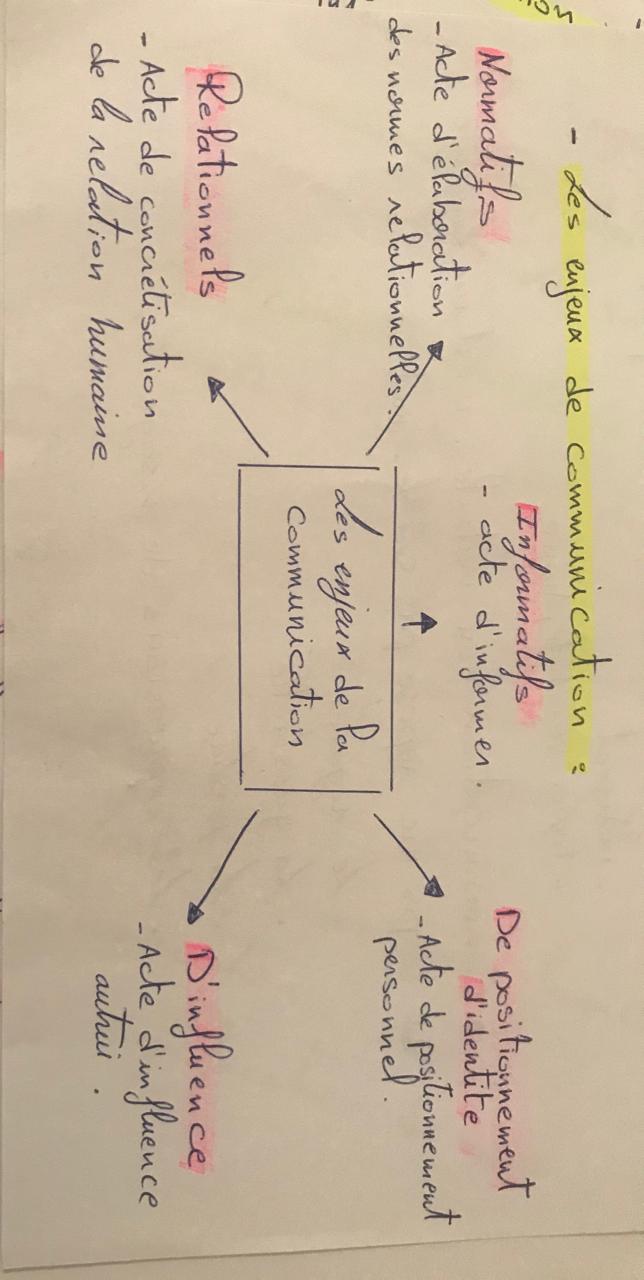 - Les enjeux de communication :
Informatifs
- acte d'informer.
Normatifs
- Acte d'élaboration
des normes relationnelles.
De positionnement
d'identite
- Acte de positionnement
personnel.
Les enjeux de la
communication
Relationnels
- Acte de concrétisation
de la relation humaine
D'influence
- Acte d'influence
autrui.